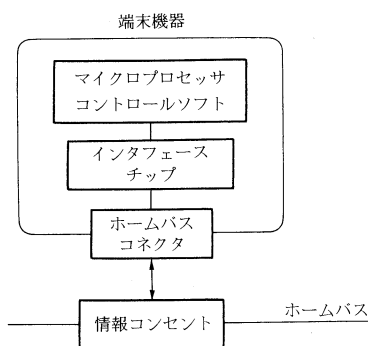 端末機器
マイクロプロセッサ
コントロールソフト
インタフェース
チップ
ホームバス
コネクタ
ホームバス
情報コンセント